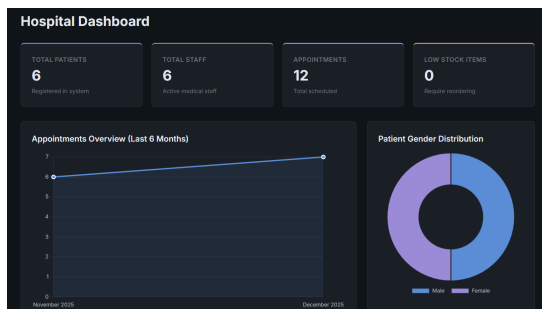 Hospital Dashboard
TOTAL PATIENTS
6
Registered in system
TOTAL STAFF
6
Active medical staff
APPOINTMENTS
12
Total scheduled
LOW STOCK ITEMS
0
Require reordering
Appointments Overview (Last 6 Months)
7
6
5
4
3
2
1
0
November 2025
December 2025
Patient Gender Distribution
Male
Female